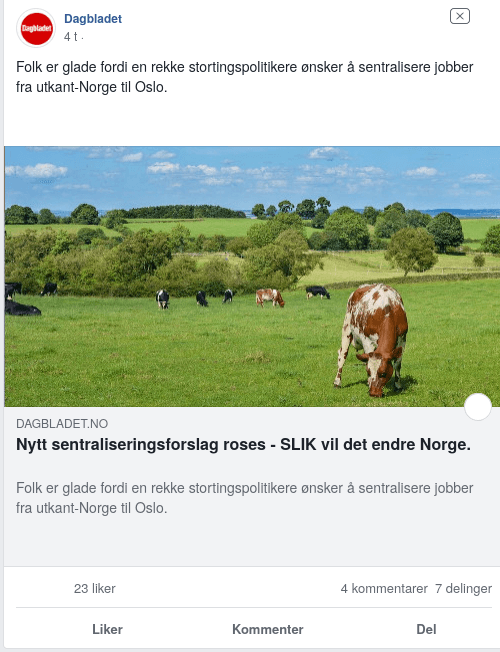 Dagbladet
Dagbladet
4 t ·
Folk er glade fordi en rekke stortingspolitikere ønsker å sentralisere jobber
fra utkant-Norge til Oslo.
DAGBLADET.NO
Nytt sentraliseringsforslag roses - SLIK vil det endre Norge.
Folk er glade fordi en rekke stortingspolitikere ønsker å sentralisere jobber
fra utkant-Norge til Oslo.
23 liker
4 kommentarer 7 delinger
Liker Kommenter Del